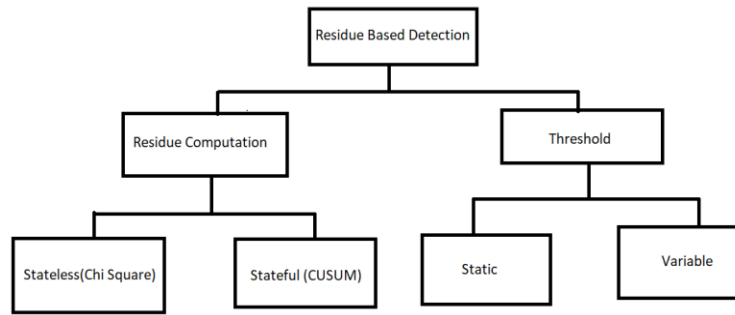 Residue Based Detection
Residue Computation
Threshold
Stateless(Chi Square)
Stateful (CUSUM)
Static
Variable